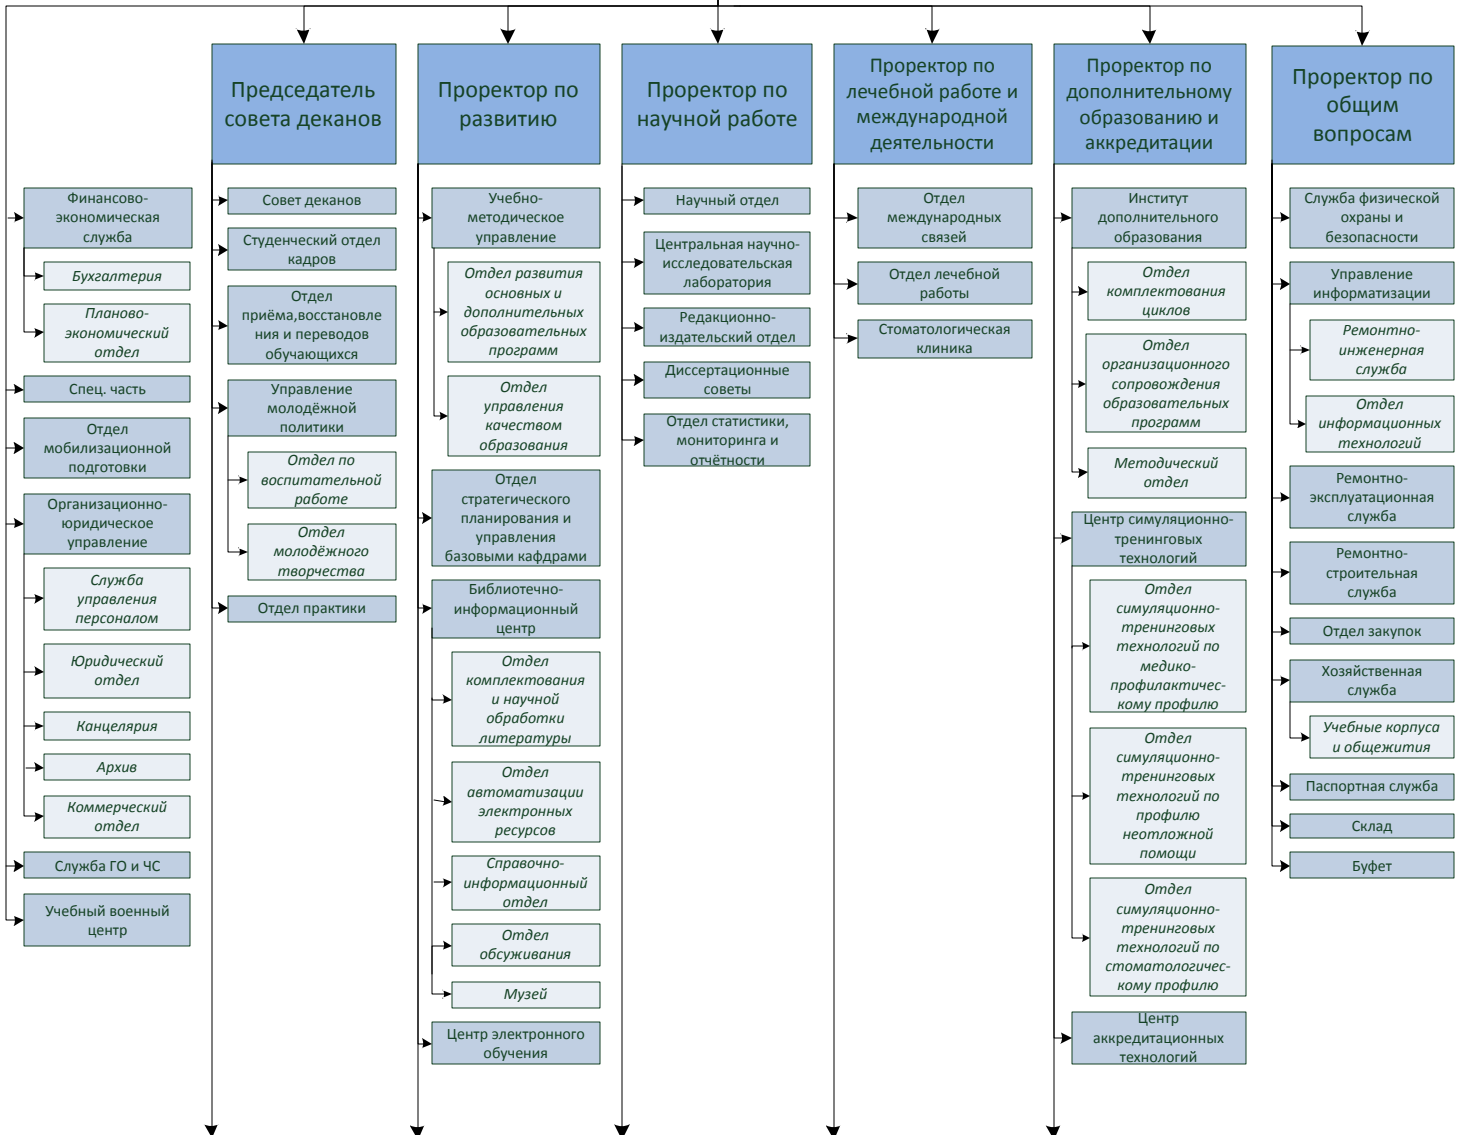 Председатель
совета деканов
Проректор по
развитию
Проректор по
научной работе
Проректор по
лечебной работе и
международной
деятельности
Проректор по
дополнительному
образованию и
аккредитации
Проректор по
общим
вопросам
Финансово-
экономическая
служба
Бухгалтерия
Планово-
экономический
отдел
Спец. часть
Отдел
мобилизационной
подготовки
Организационно-
юридическое
управление
Служба
управления
персоналом
Юридический
отдел
Канцелярия
Архив
Коммерческий
отдел
Служба ГО и ЧС
Учебный военный
центр
Совет деканов
Студенческий отдел
кадров
Отдел
приёма,восстановле
ния и переводов
обучающихся
Управление
молодёжной
политики
Отдел по
воспитательной
работе
Отдел
молодёжного
творчества
Отдел практики
Учебно-
методическое
управление
Отдел развития
основных и
дополнительных
образовательных
программ
Отдел
управления
качеством
образования
Отдел
стратегического
планирования и
управления
базовыми кафдрами
Библиотечно-
информационный
центр
Отдел
комплектования
и научной
обработки
литературы
Отдел
автоматизации
электронных
ресурсов
Справочно-
информационный
отдел
Отдел
обсуживания
Музей
Центр электронного
обучения
Научный отдел
Центральная научно-
исследовательская
лаборатория
Редакционно-
издательский отдел
Диссертационные
советы
Отдел статистики,
мониторинга и
отчётности
Отдел
международных
связей
Отдел лечебной
работы
Стоматологическая
клиника
Институт
дополнительного
образования
Отдел
комплектования
циклов
Отдел
организационного
сопровождения
образовательных
программ
Методический
отдел
Центр симуляционно-
тренинговых
технологий
Отдел
симуляционно-
тренинговых
технологий по
медико-
профилактичес-
кому профилю
Отдел
симуляционно-
тренинговых
технологий по
профилю
неотложной
помощи
Отдел
симуляционно-
тренинговых
технологий по
стоматологичес-
кому профилю
Центр
аккредитационных
технологий
Служба физической
охраны и
безопасности
Управление
информатизации
Ремонтно-
инженерная
служба
Отдел
информационных
технологий
Ремонтно-
эксплуатационная
служба
Ремонтно-
строительная
служба
Отдел закупок
Хозяйственная
служба
Учебные корпуса
и общежития
Паспортная служба
Склад
Буфет